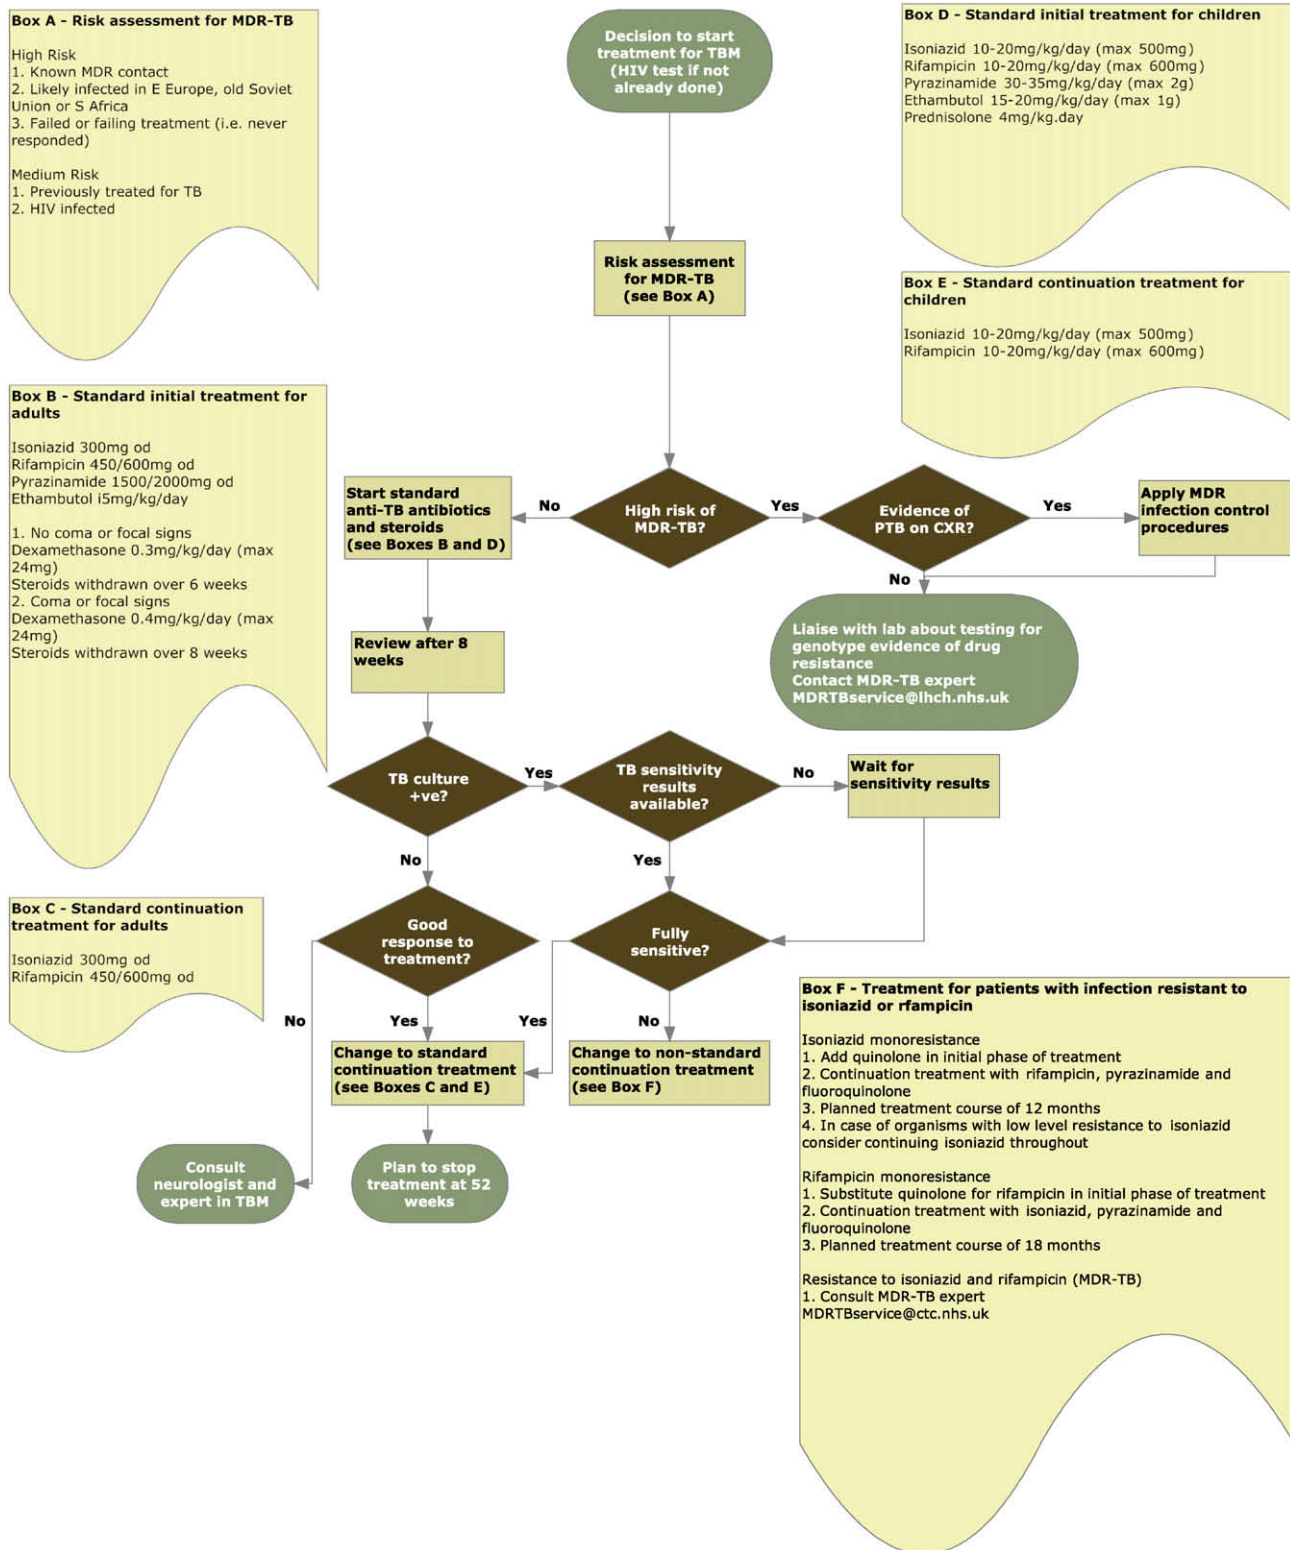 Box A - Risk assessment for MDR-TB
High Risk
1. Known MDR contact
2. Likely infected in E Europe, old Soviet
Union or S Africa
3. Failed or failing treatment (i.e. never
responded)
Medium Risk
1. Previously treated for TB
2. HIV infected
Decision to start
treatment for TBM
(HIV test if not
already done)
Box D - Standard initial treatment for children
Isoniazid 10-20mg/kg/day (max 500mg)
Rifampicin 10-20mg/kg/day (max 600mg)
Pyrazinamide 30-35mg/kg/day (max 2g)
Ethambutol 15-20mg/kg/day (max 1g)
Prednisolone 4mg/kg.day
Risk assessment
for MDR-TB
(see Box A)
Box E - Standard continuation treatment for
children
Isoniazid 10-20mg/kg/day (max 500mg)
Rifampicin 10-20mg/kg/day (max 600mg)
Box B - Standard initial treatment for
adults
Isoniazid 300mg od
Rifampicin 450/600mg od
Pyrazinamide 1500/2000mg od
Ethambutol i5mg/kg/day
1. No coma or focal signs
Dexamethasone 0.3mg/kg/day (max
24mg)
Steroids withdrawn over 6 weeks
2. Coma or focal signs
Dexamethasone 0.4mg/kg/day (max
24mg)
Steroids withdrawn over 8 weeks
Start standard
anti-TB antibiotics
and steroids
(see Boxes B and D)
No
High risk of
MDR-TB?
Yes
Evidence of
PTB on CXR?
Yes
Apply MDR
infection control
procedures
No
Liaise with lab about testing for
genotype evidence of drug
resistance
Contact MDR-TB expert
MDRTBservice@lhch.nhs.uk
Review after 8
weeks
TB culture
+ve?
Yes
TB sensitivity
results
available?
No
Wait for
sensitivity results
No
Yes
Box C - Standard continuation
treatment for adults
Isoniazid 300mg od
Rifampicin 450/600mg od
Good
response to
treatment?
Fully
sensitive?
No
Yes
Yes
No
Change to standard
continuation treatment
(see Boxes C and E)
Change to non-standard
continuation treatment
(see Box F)
Consult
neurologist and
expert in TBM
Plan to stop
treatment at 52
weeks
Box F - Treatment for patients with infection resistant to
isoniazid or rfampicin
Isoniazid monoresistance
1. Add quinolone in initial phase of treatment
2. Continuation treatment with rifampicin, pyrazinamide and
fluoroquinolone
3. Planned treatment course of 12 months
4. In case of organisms with low level resistance to isoniazid
consider continuing isoniazid throughout
Rifampicin monoresistance
1. Substitute quinolone for rifampicin in initial phase of treatment
2. Continuation treatment with isoniazid, pyrazinamide and
fluoroquinolone
3. Planned treatment course of 18 months
Resistance to isoniazid and rifampicin (MDR-TB)
1. Consult MDR-TB expert
MDRTBservice@ctc.nhs.uk